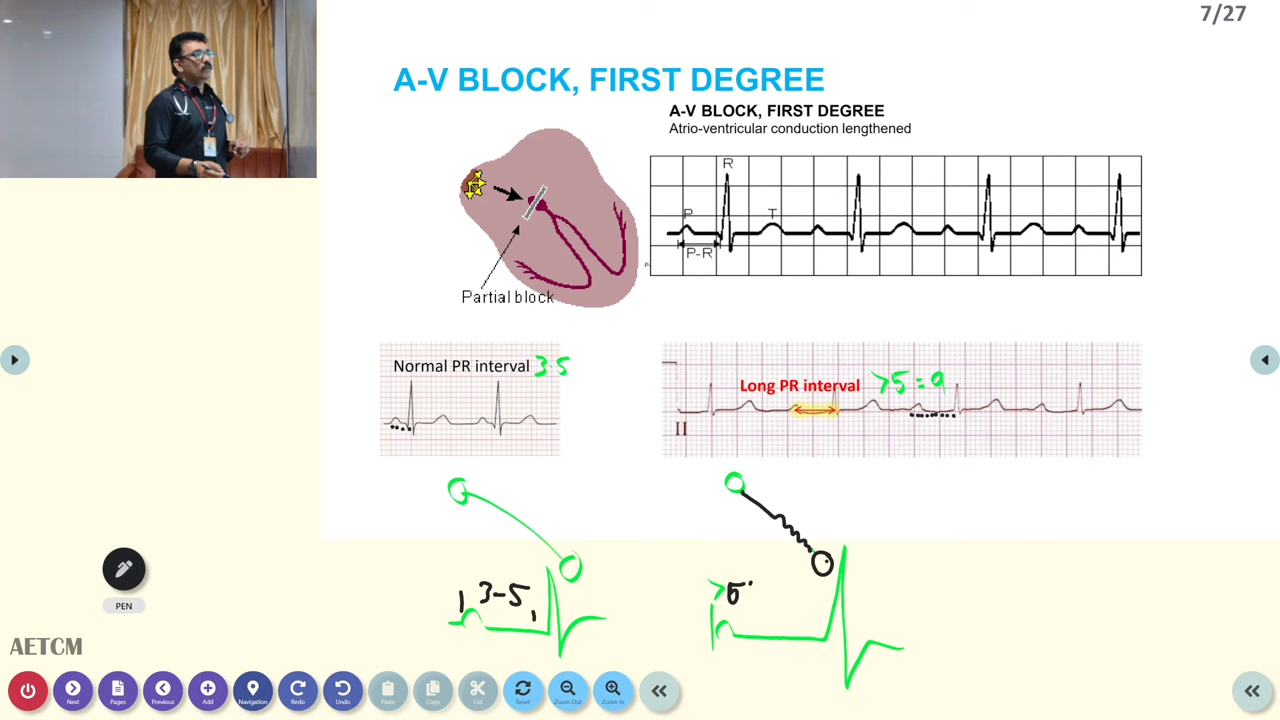 7/27
A-V BLOCK, FIRST DEGREE
A-V BLOCK, FIRST DEGREE
Atrio-ventricular conduction lengthened
R
P
T
P-R
Partial block
Normal PR interval 3-5
Long PR interval >5 = 9
II
1 3-5,
>5
PEN
AETCM
Next
Pages
Previous
Add
Navigation
Redo
Undo
Paste
Copy
Cut
Reset
Zoom Out
Zoom In